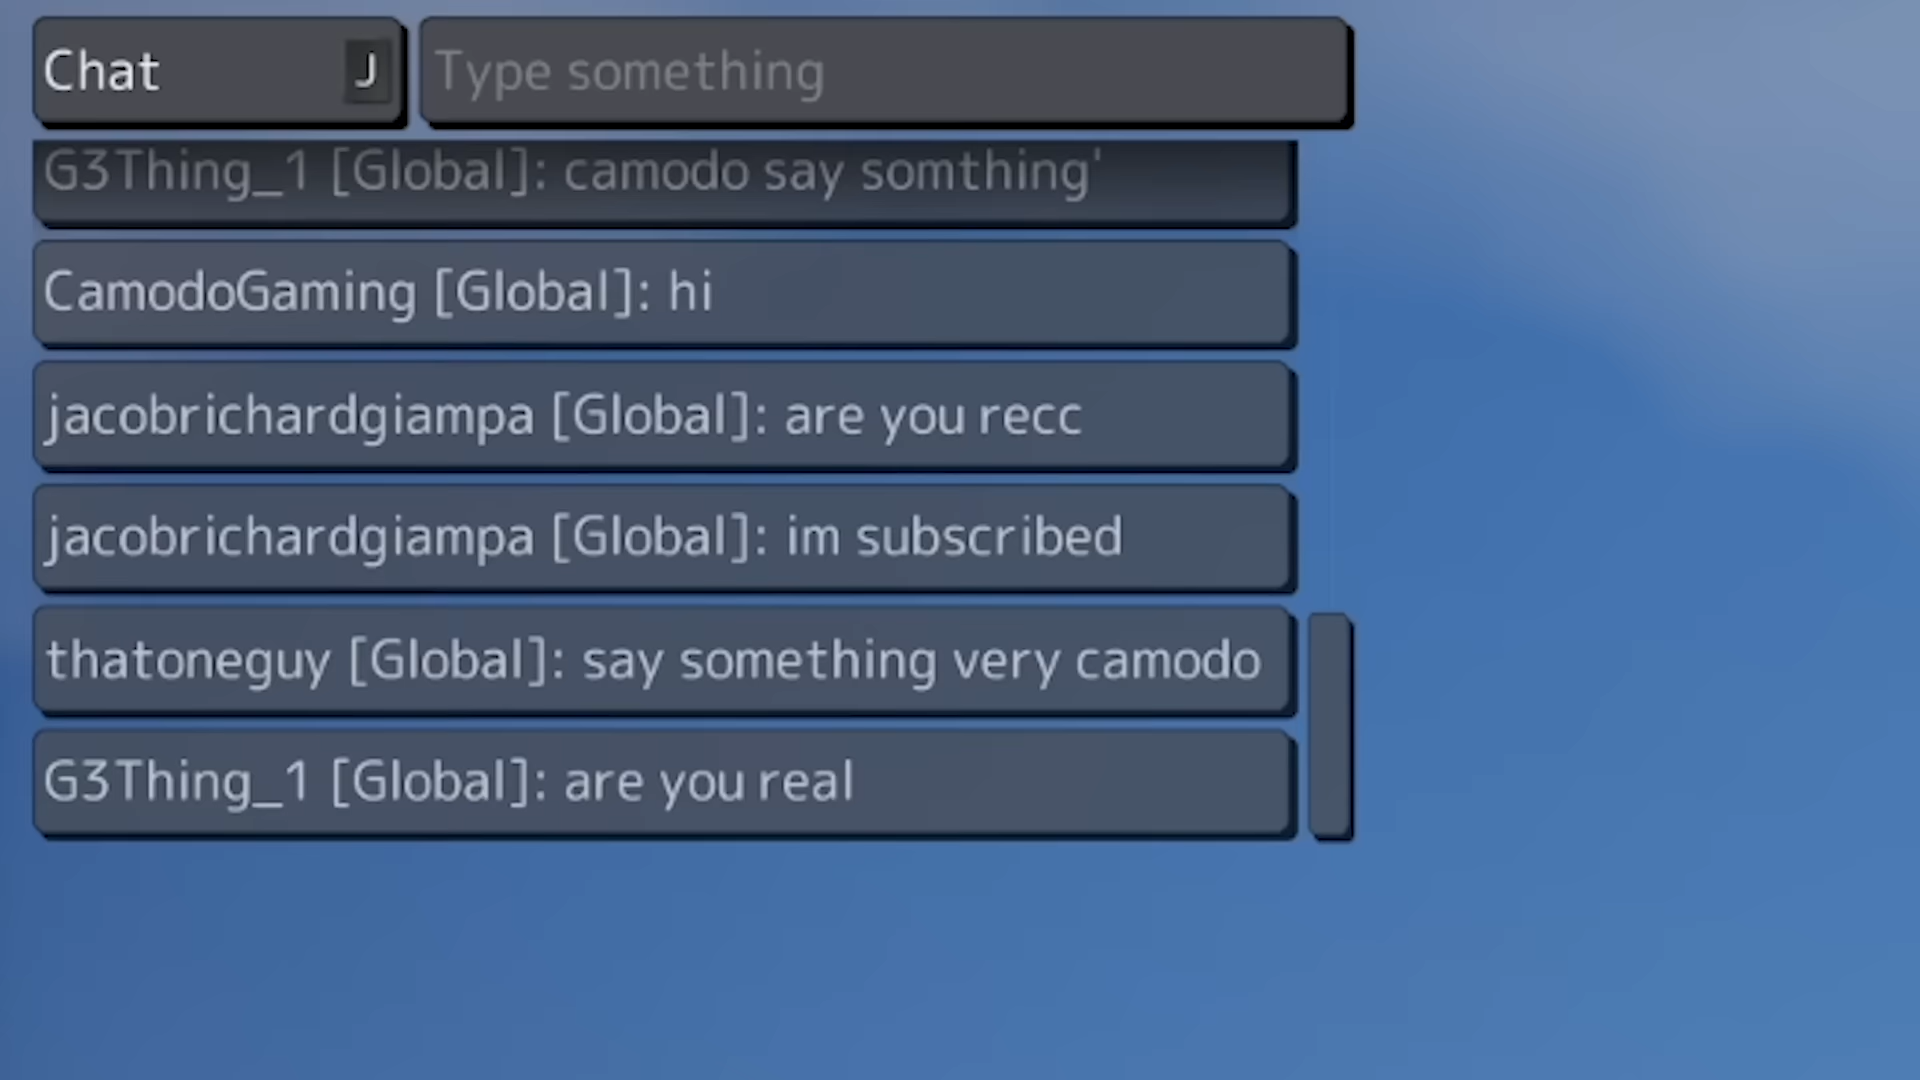 Chat J Type something
G3Thing_1 [Global]: camodo say somthing'
CamodoGaming [Global]: hi
jacobrichardgiampa [Global]: are you recc
jacobrichardgiampa [Global]: im subscribed
thatoneguy [Global]: say something very camodo
G3Thing_1 [Global]: are you real